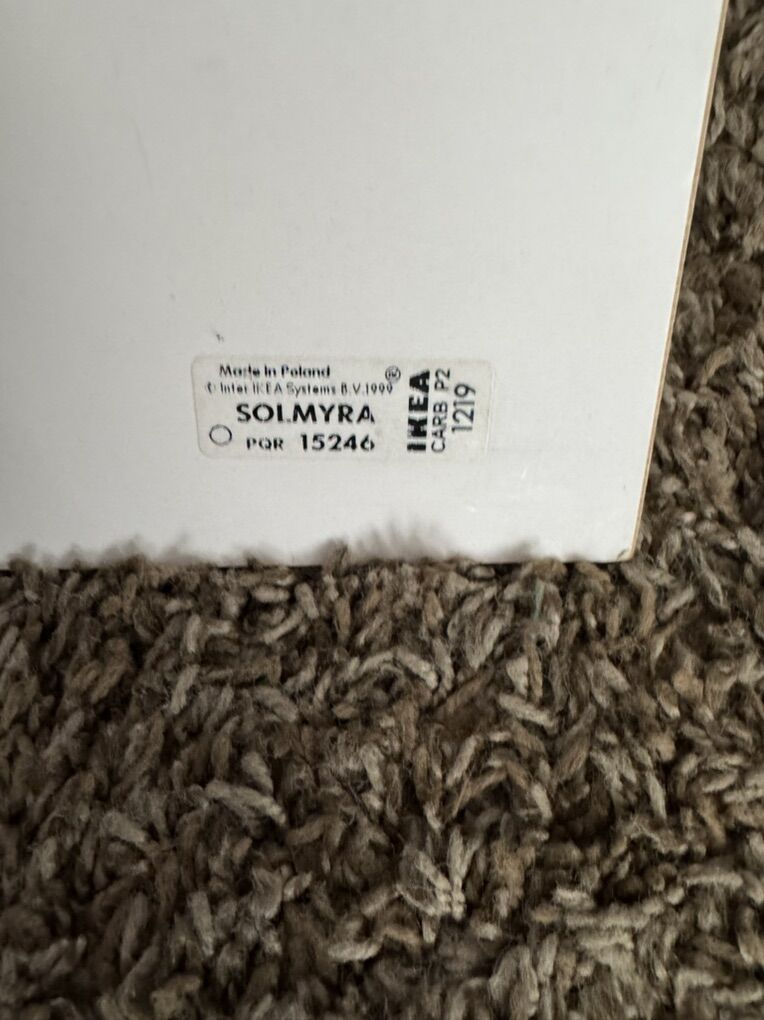 Made In Poland
© Inter IKEA Systems B.V.1999
SOLMYRA
PQR 15246
IKEA®
CARB P2
1219